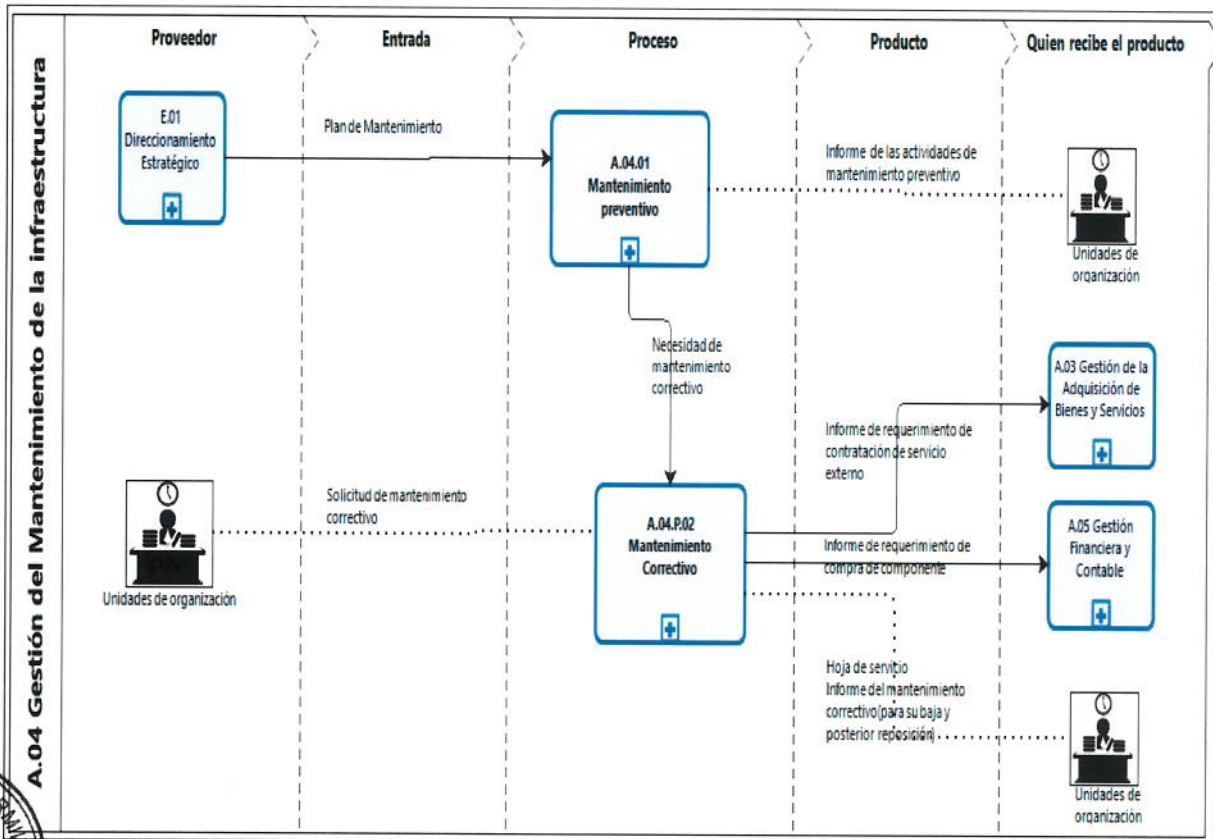 A.04 Gestión del Mantenimiento de la infraestructura
Proveedor
Entrada
Proceso
Producto
Quien recibe el producto
E.01
Direccionamiento
Estratégico
Plan de Mantenimiento
A.04.01
Mantenimiento
preventivo
Informe de las actividades de
mantenimiento preventivo
Unidades de
organización
Necesidad de
mantenimiento
correctivo
A.03 Gestión de la
Adquisición de
Bienes y Servicios
Informe de requerimiento de
contratación de servicio
externo
Solicitud de mantenimiento
correctivo
Unidades de organización
A.04.P.02
Mantenimiento
Correctivo
Informe de requerimiento de
compra de componente
A.05 Gestión
Financiera y
Contable
Hoja de servicio
Informe del mantenimiento
correctivo(para su baja y
posterior reposición)
Unidades de
organización